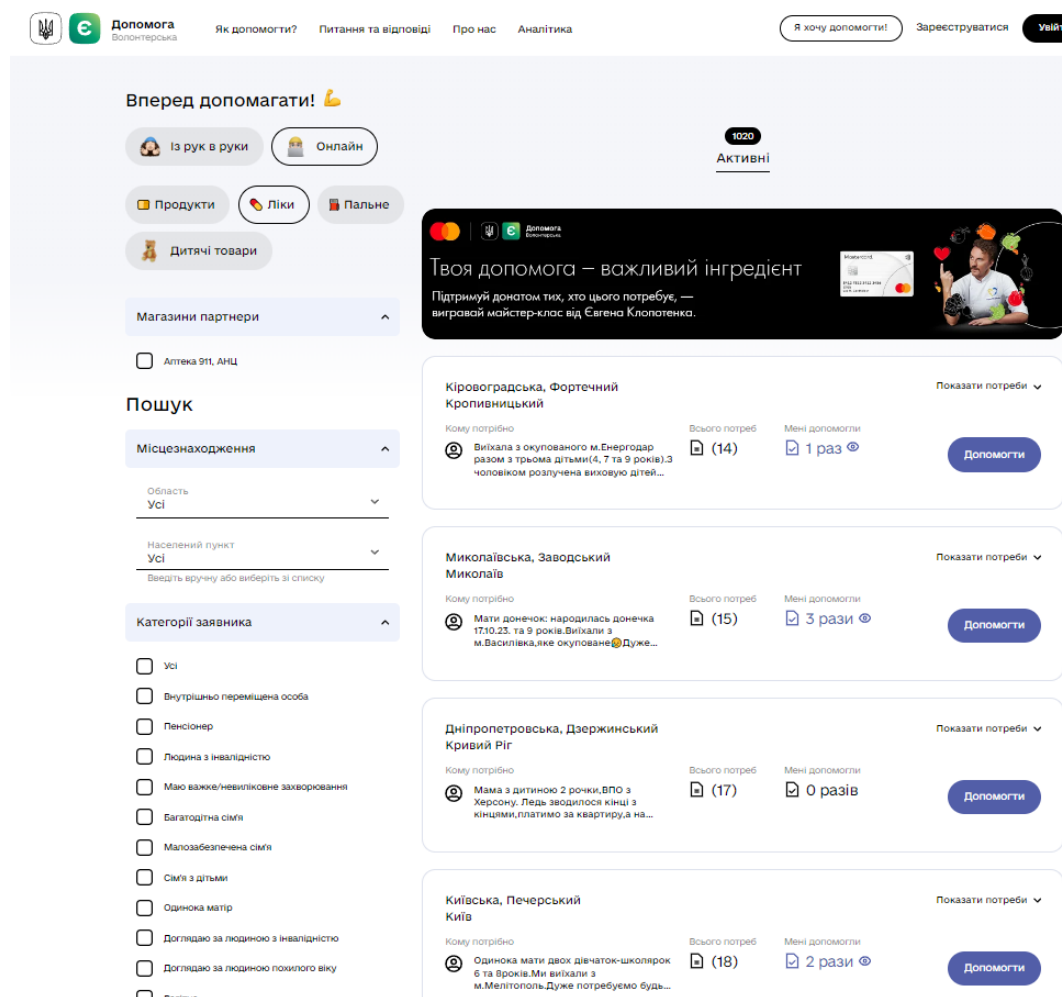 Допомога
Волонтерська
Як допомогти?
Питання та відповіді
Про нас
Аналітика
Я хочу допомогти!
Зареєструватися
Вперед допомагати!
Із рук в руки
Онлайн
Продукти
Ліки
Пальне
Дитячі товари
Магазини партнери
Аптека 911, АНЦ
Пошук
Місцезнаходження
Область
Усі
Населений пункт
Усі
Введіть вручну або виберіть зі списку
Категорії заявника
Усі
Внутрішньо переміщена особа
Пенсіонер
Людина з інвалідністю
Маю важке/невиліковне захворювання
Багатодітна сім'я
Малозабезпечена сім'я
Сім'я з дітьми
Одинока матір
Доглядаю за людиною з інвалідністю
Доглядаю за людиною похилого віку
1020
Активні
Допомога
Волонтерська
Твоя допомога – важливий інгредієнт
Підтримуй донатом тих, хто цього потребує, —
вигравай майстер-клас від Євгена Клопотенка.
Кіровоградська, Фортечний
Кропивницький
Показати потреби
Кому потрібно
Всього потреб
Мені допомогли
Виїхала з окупованого м.Енергодар
разом з трьома дітьми(4, 7 та 9 років).З
чоловіком розлучена виховую дітей...
(14)
1 раз
Допомогти
Миколаївська, Заводський
Миколаїв
Показати потреби
Кому потрібно
Всього потреб
Мені допомогли
Мати донечок: народилась донечка
17.10.23. та 9 років.Виїхали з
м.Василівка,яке окуповане😥Дуже...
(15)
3 рази
Допомогти
Дніпропетровська, Дзержинський
Кривий Ріг
Показати потреби
Кому потрібно
Всього потреб
Мені допомогли
Мама з дитиною 2 рочки,ВПО з
Херсону. Ледь зводилося кінці з
кінцями,платимо за квартиру,а на...
(17)
0 разів
Допомогти
Київська, Печерський
Київ
Показати потреби
Кому потрібно
Всього потреб
Мені допомогли
Одинока мати двох дівчаток-школярок
6 та 8років.Ми виїхали з
м.Мелітополь.Дуже потребуємо будь...
(18)
2 рази
Допомогти